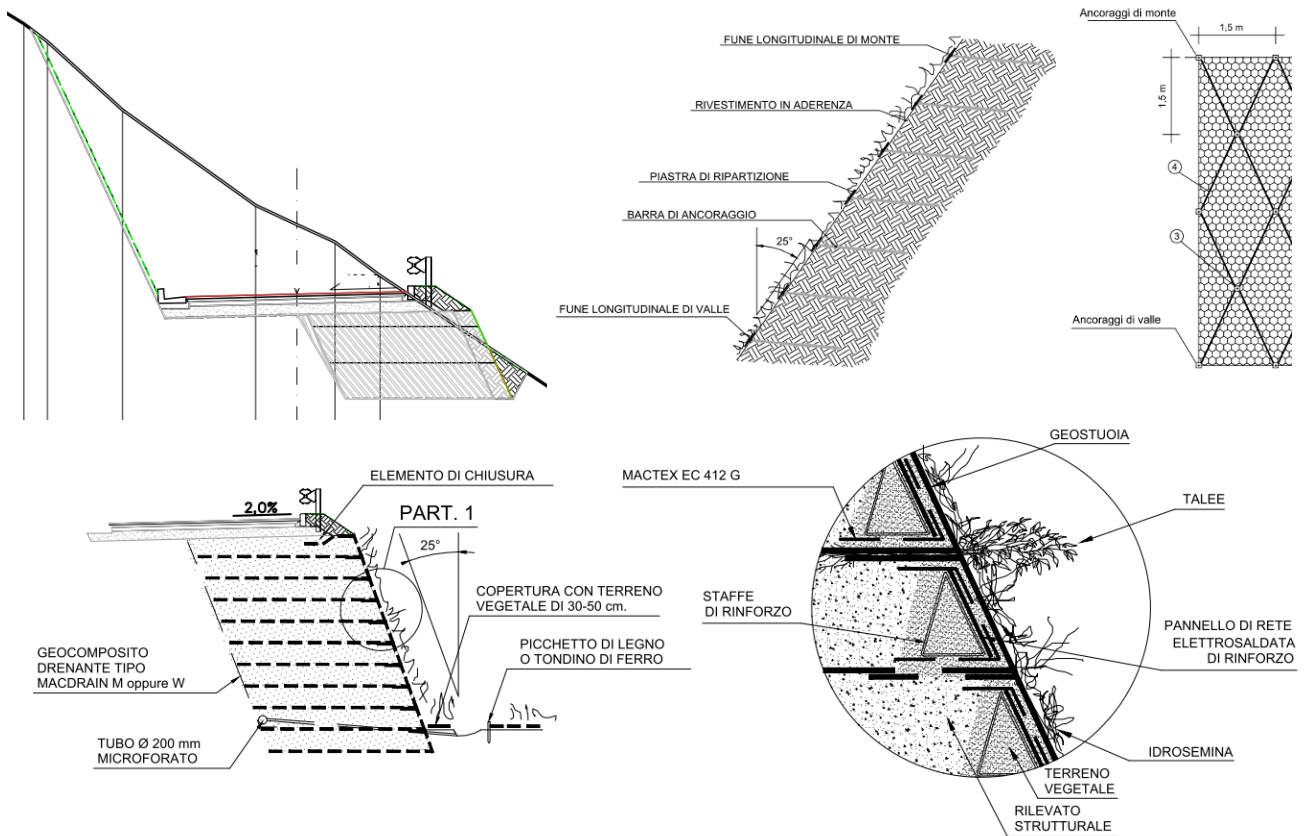 FUNE LONGITUDINALE DI MONTE
RIVESTIMENTO IN ADERENZA
PIASTRA DI RIPARTIZIONE
BARRA DI ANCORAGGIO
25°
FUNE LONGITUDINALE DI VALLE
Ancoraggi di monte
1,5 m
1,5 m
4
3
Ancoraggi di valle
ELEMENTO DI CHIUSURA
2,0%
PART. 1
25°
COPERTURA CON TERRENO
VEGETALE DI 30-50 cm.
PICCHETTO DI LEGNO
O TONDINO DI FERRO
GEOCOMPOSITO
DRENANTE TIPO
MACDRAIN M oppure W
TUBO Ø 200 mm
MICROFORATO
GEOSTUOIA
MACTEX EC 412 G
TALEE
STAFFE
DI RINFORZO
PANNELLO DI RETE
ELETTROSALDATA
DI RINFORZO
IDROSEMINA
TERRENO
VEGETALE
RILEVATO
STRUTTURALE